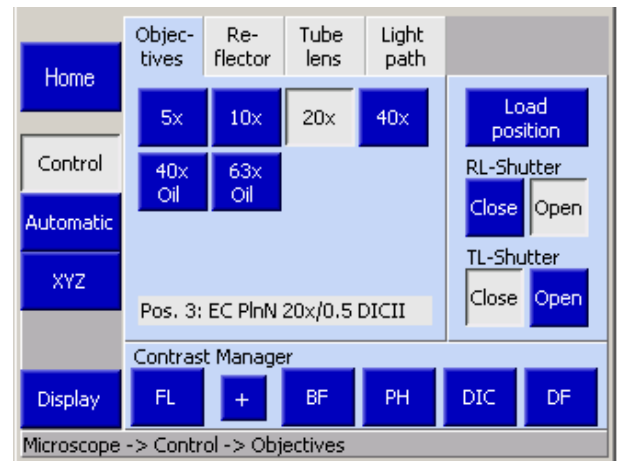 Objec-
tives
Re-
flector
Tube
lens
Light
path
Home
Control
Automatic
XYZ
Display
5x
10x
20x
40x
40x
Oil
63x
Oil
Pos. 3: EC PlnN 20x/0.5 DICII
Load
position
RL-Shutter
Close Open
TL-Shutter
Close Open
Contrast Manager
FL + BF PH DIC DF
Microscope -> Control -> Objectives